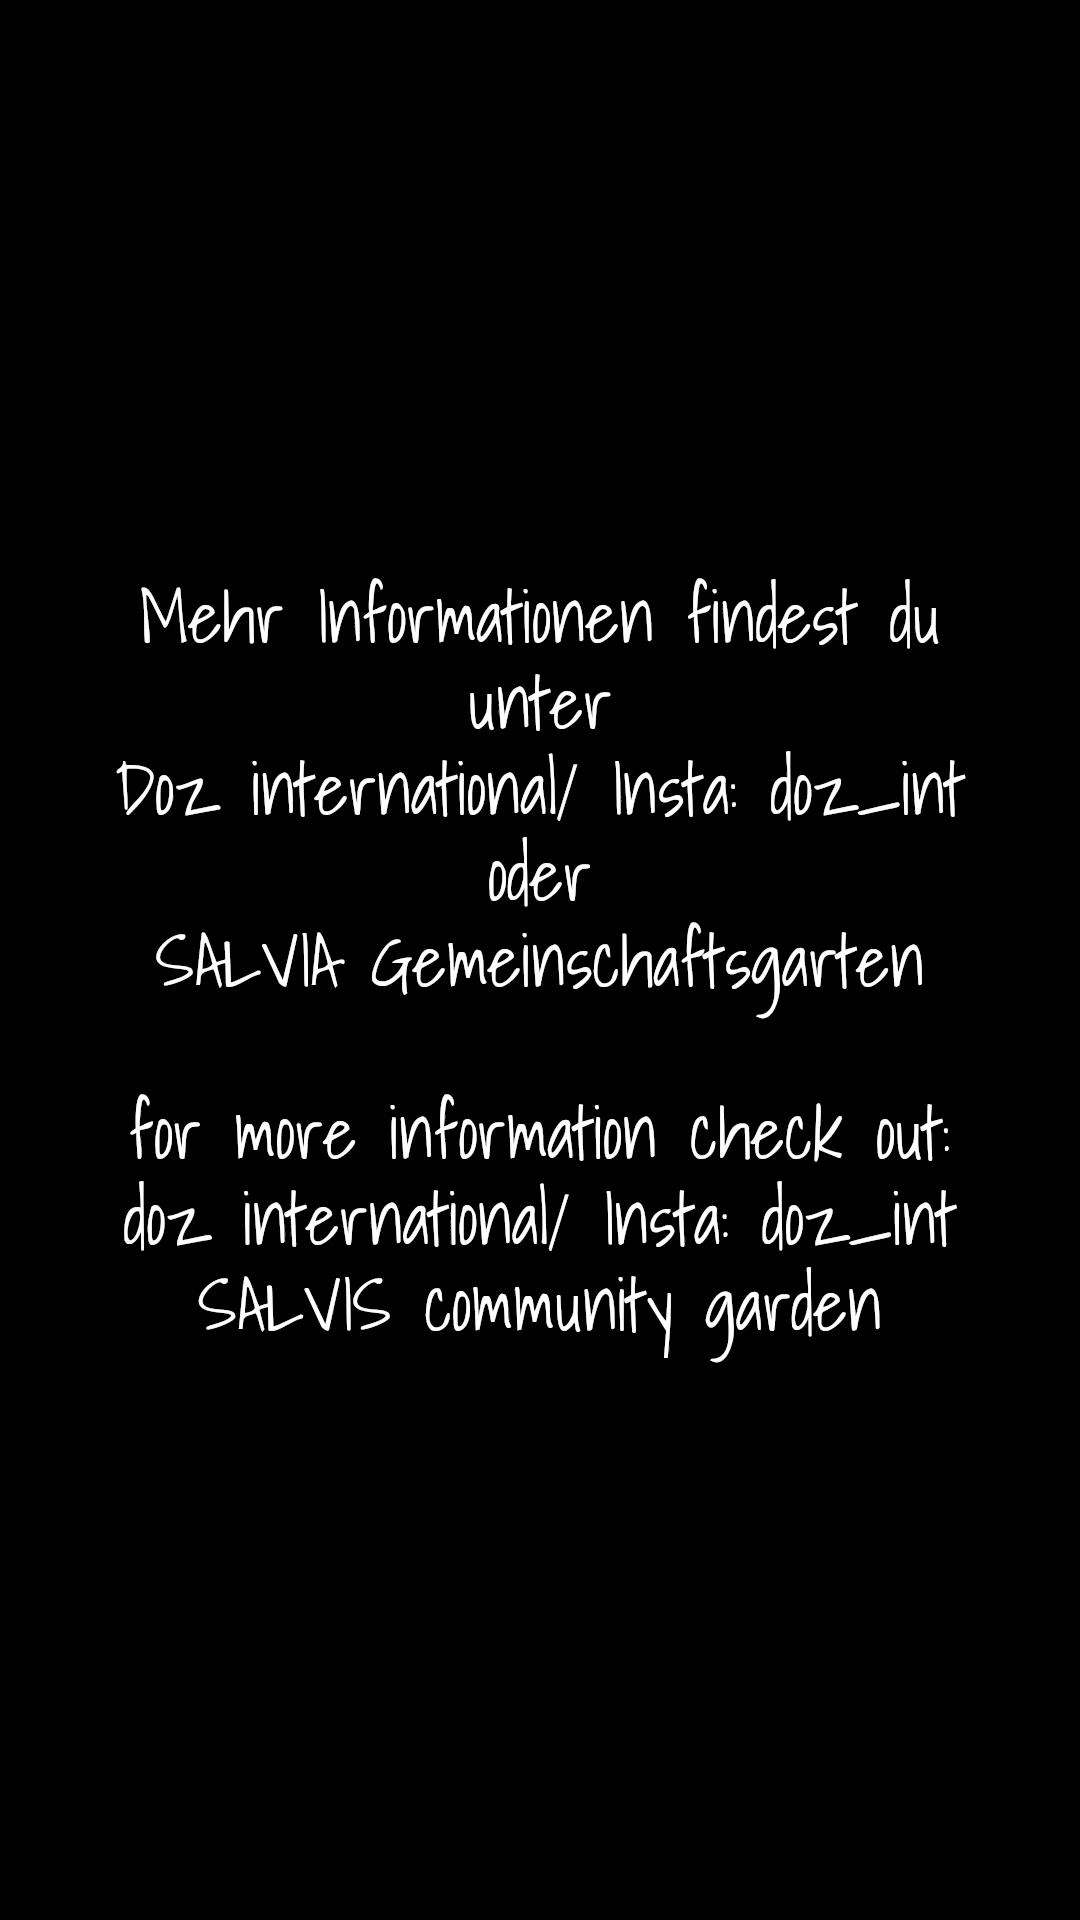 Mehr Informationen findest du
unter
Doz international/ Insta: doz_int
oder
SALVIA Gemeinschaftsgarten
for more information check out:
doz international/ Insta: doz_int
SALVIS community garden